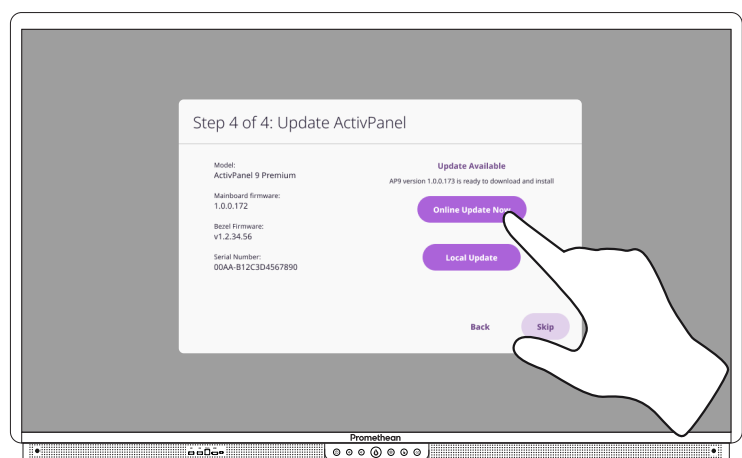 Step 4 of 4: Update ActivPanel
Model:
ActivPanel 9 Premium
Mainboard firmware:
1.0.0.172
Bezel Firmware:
v1.2.34.56
Serial Number:
00AA-B12C3D4567890
Update Available
AP9 version 1.0.0.173 is ready to download and install
Online Update Now
Local Update
Back
Skip
Promethean